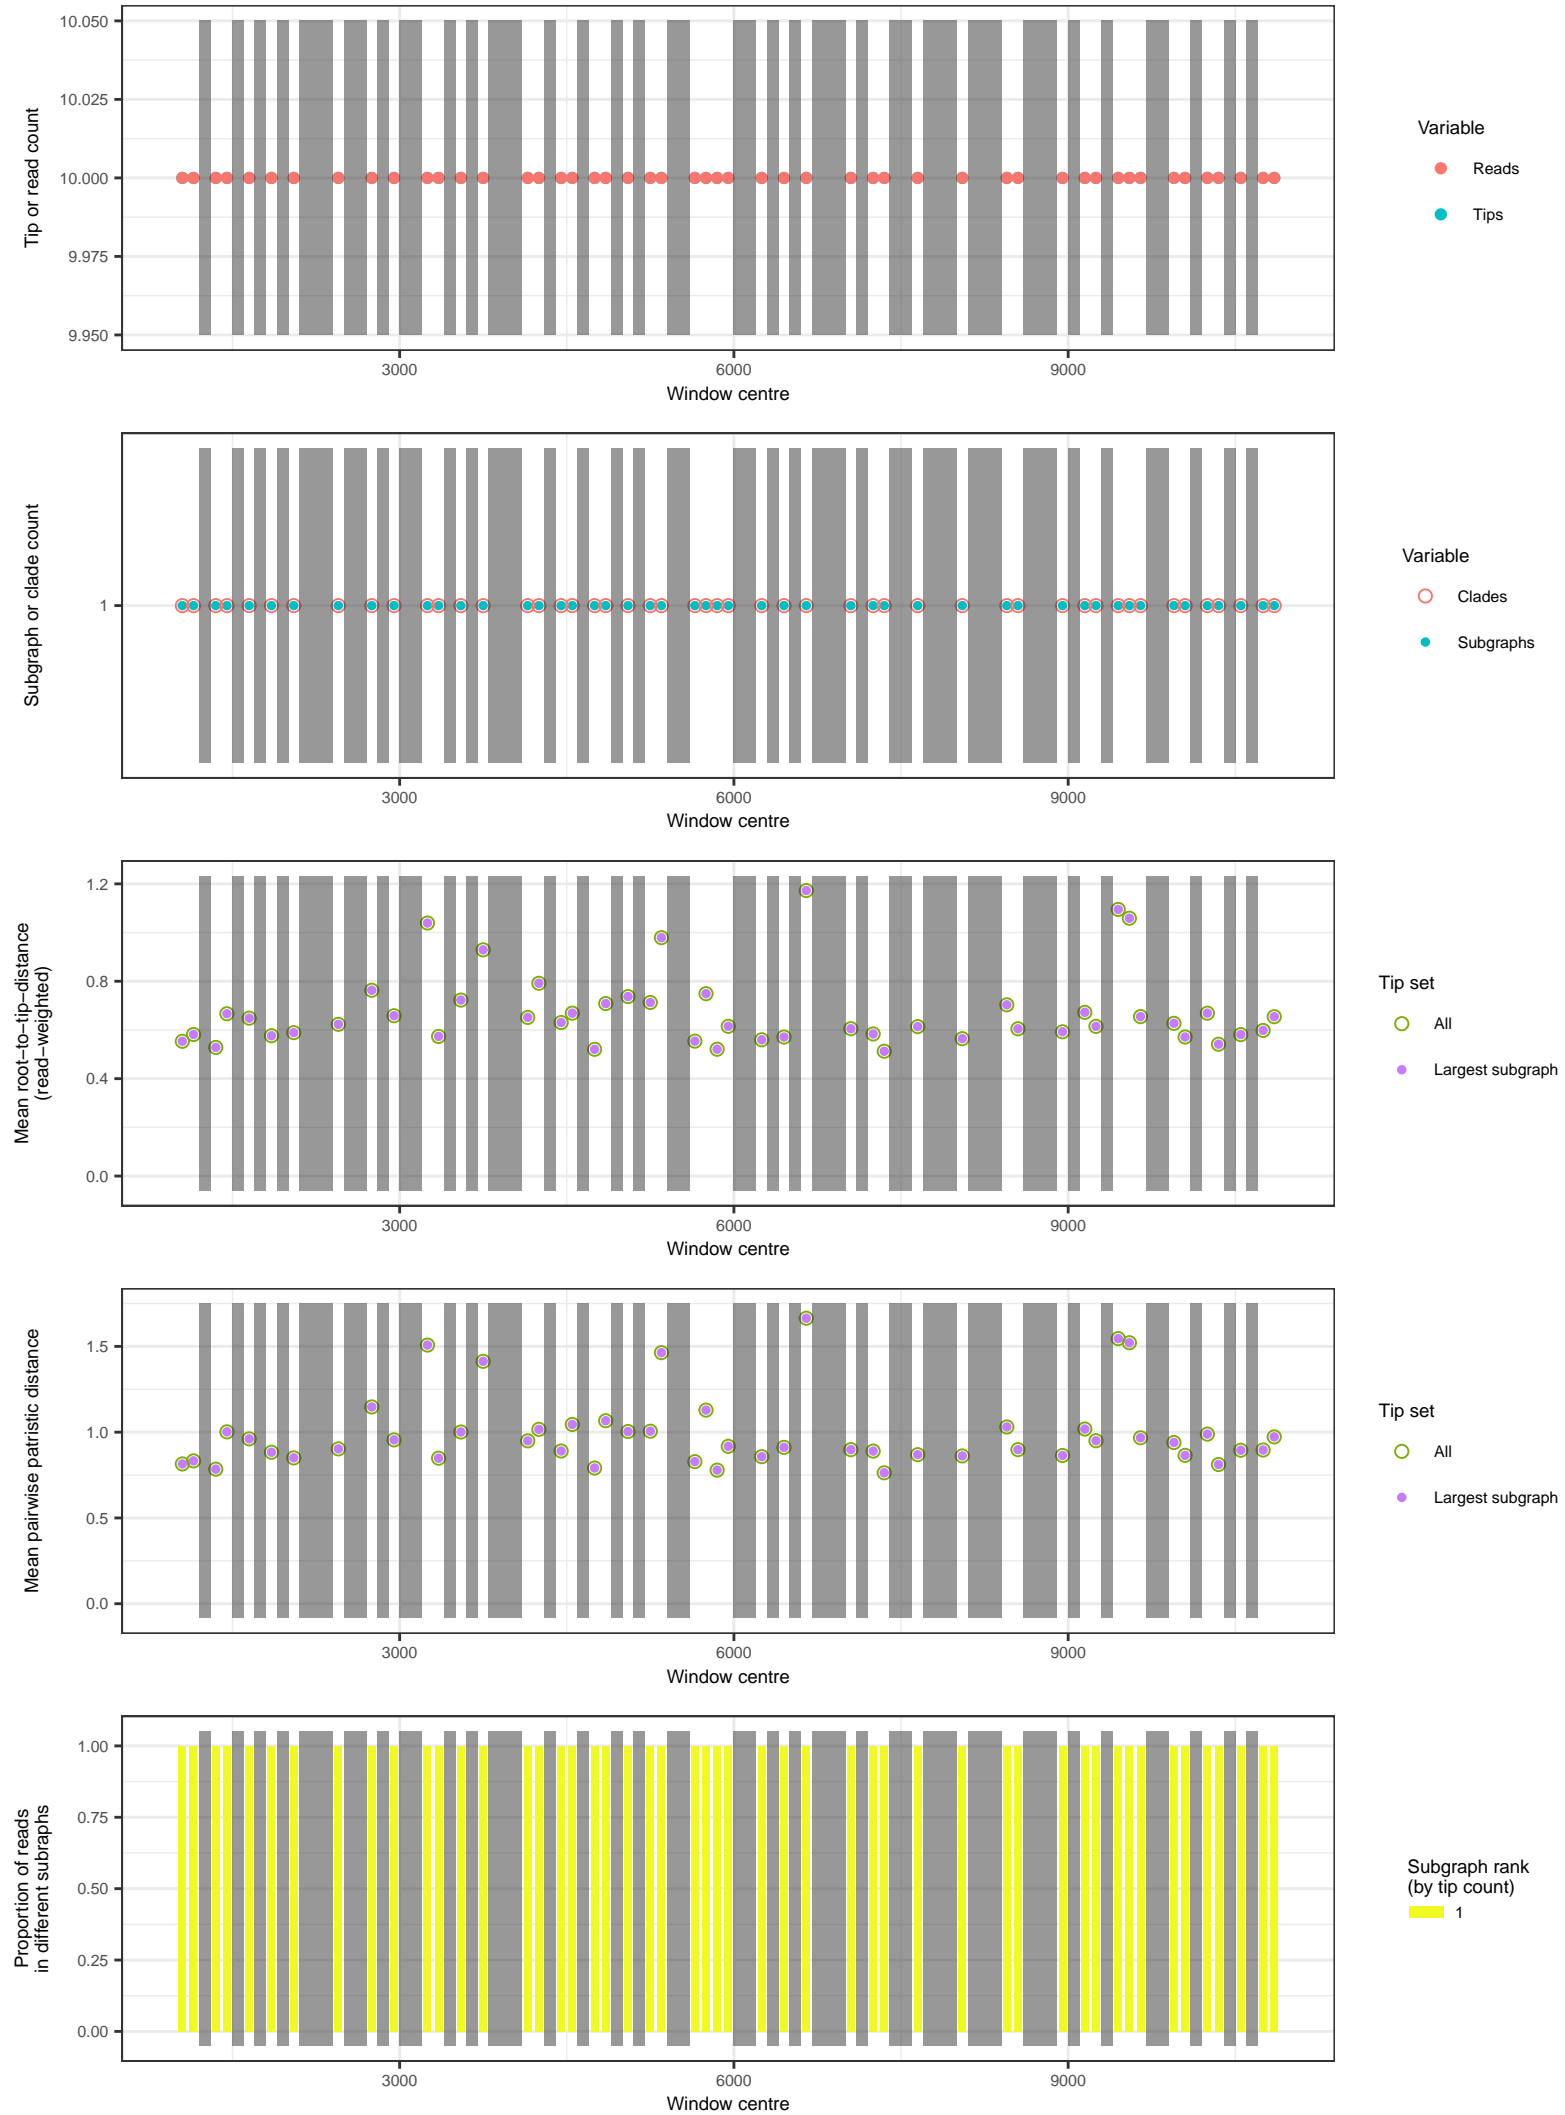 10.050
10.025
10.000
9.975
9.950
Tip or read count
3000
6000
9000
Window centre
Variable
Reads
Tips
1
Subgraph or clade count
3000
6000
9000
Window centre
Variable
Clades
Subgraphs
1.2
0.8
0.4
0.0
Mean root−to−tip−distance
(read−weighted)
3000
6000
9000
Window centre
Tip set
All
Largest subgraph
1.5
1.0
0.5
0.0
Mean pairwise patristic distance
3000
6000
9000
Window centre
Tip set
All
Largest subgraph
1.00
0.75
0.50
0.25
0.00
Proportion of reads
in different subraphs
3000
6000
9000
Window centre
Subgraph rank
(by tip count)
1